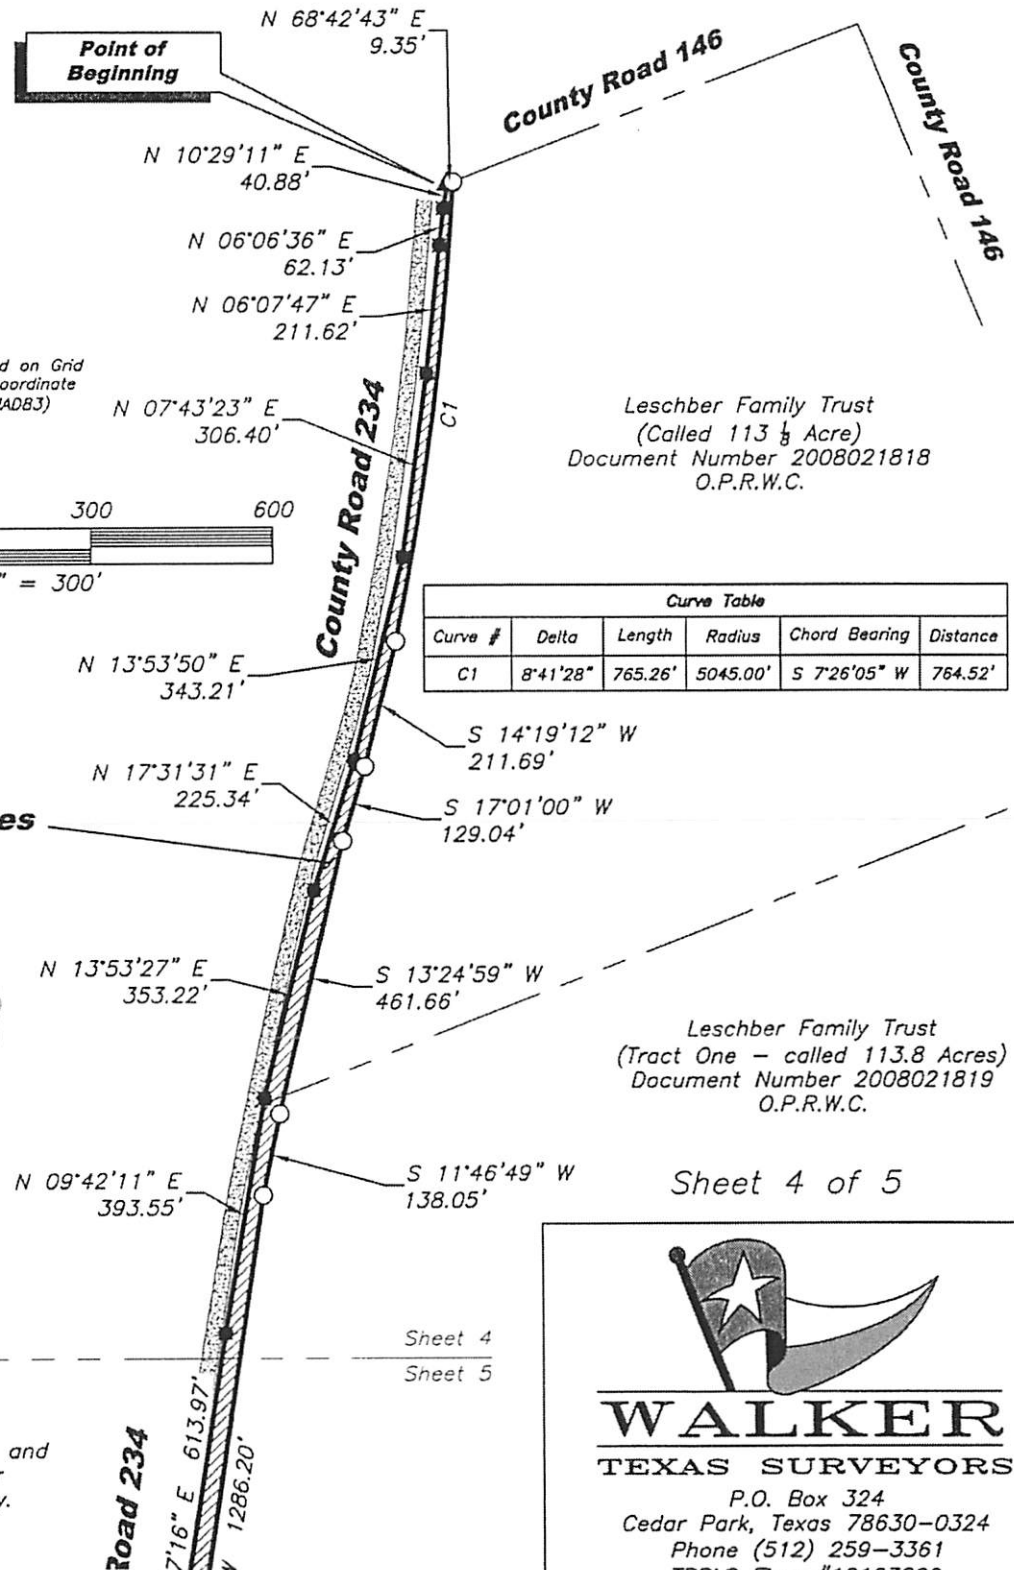 N 68°42'43" E
9.35'
Point of
Beginning
County Road 146
County Road 146
N 10°29'11" E
40.88'
N 06°06'36" E
62.13'
N 06°07'47" E
211.62'
d on Grid
oordinate
NAD83)
N 07°43'23" E
306.40'
C1
County Road 234
Leschber Family Trust
(Called 113 ⅓ Acre)
Document Number 2008021818
O.P.R.W.C.
300 600
" = 300'
Curve Table
Curve # Delta Length Radius Chord Bearing Distance
C1 8°41'28" 765.26' 5045.00' S 7°26'05" W 764.52'
N 13°53'50" E
343.21'
S 14°19'12" W
211.69'
N 17°31'31" E
225.34'
S 17°01'00" W
129.04'
es
N 13°53'27" E
353.22'
S 13°24'59" W
461.66'
Leschber Family Trust
(Tract One – called 113.8 Acres)
Document Number 2008021819
O.P.R.W.C.
N 09°42'11" E
393.55'
S 11°46'49" W
138.05'
Sheet 4 of 5
Sheet 4
Sheet 5
and
y.
Road 234
7'16" E 613.97'
W 1286.20'
WALKER
TEXAS SURVEYORS
P.O. Box 324
Cedar Park, Texas 78630-0324
Phone (512) 259-3361